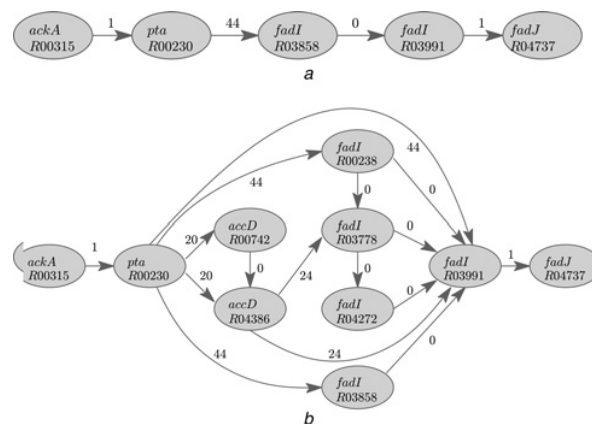 1 44 0 1
ackA pta fadI fadI fadJ
R00315 R00230 R03858 R03991 R04737
a
44
fadI
R00238
44 0 0
accD fadI
20 R00742 R03778 0
1 1
ackA pta fadI fadJ
R00315 R00230 R03991 R04737
20 0 24 0
accD fadI 0
R04386 R04272
44 24 0
fadI
R03858
b